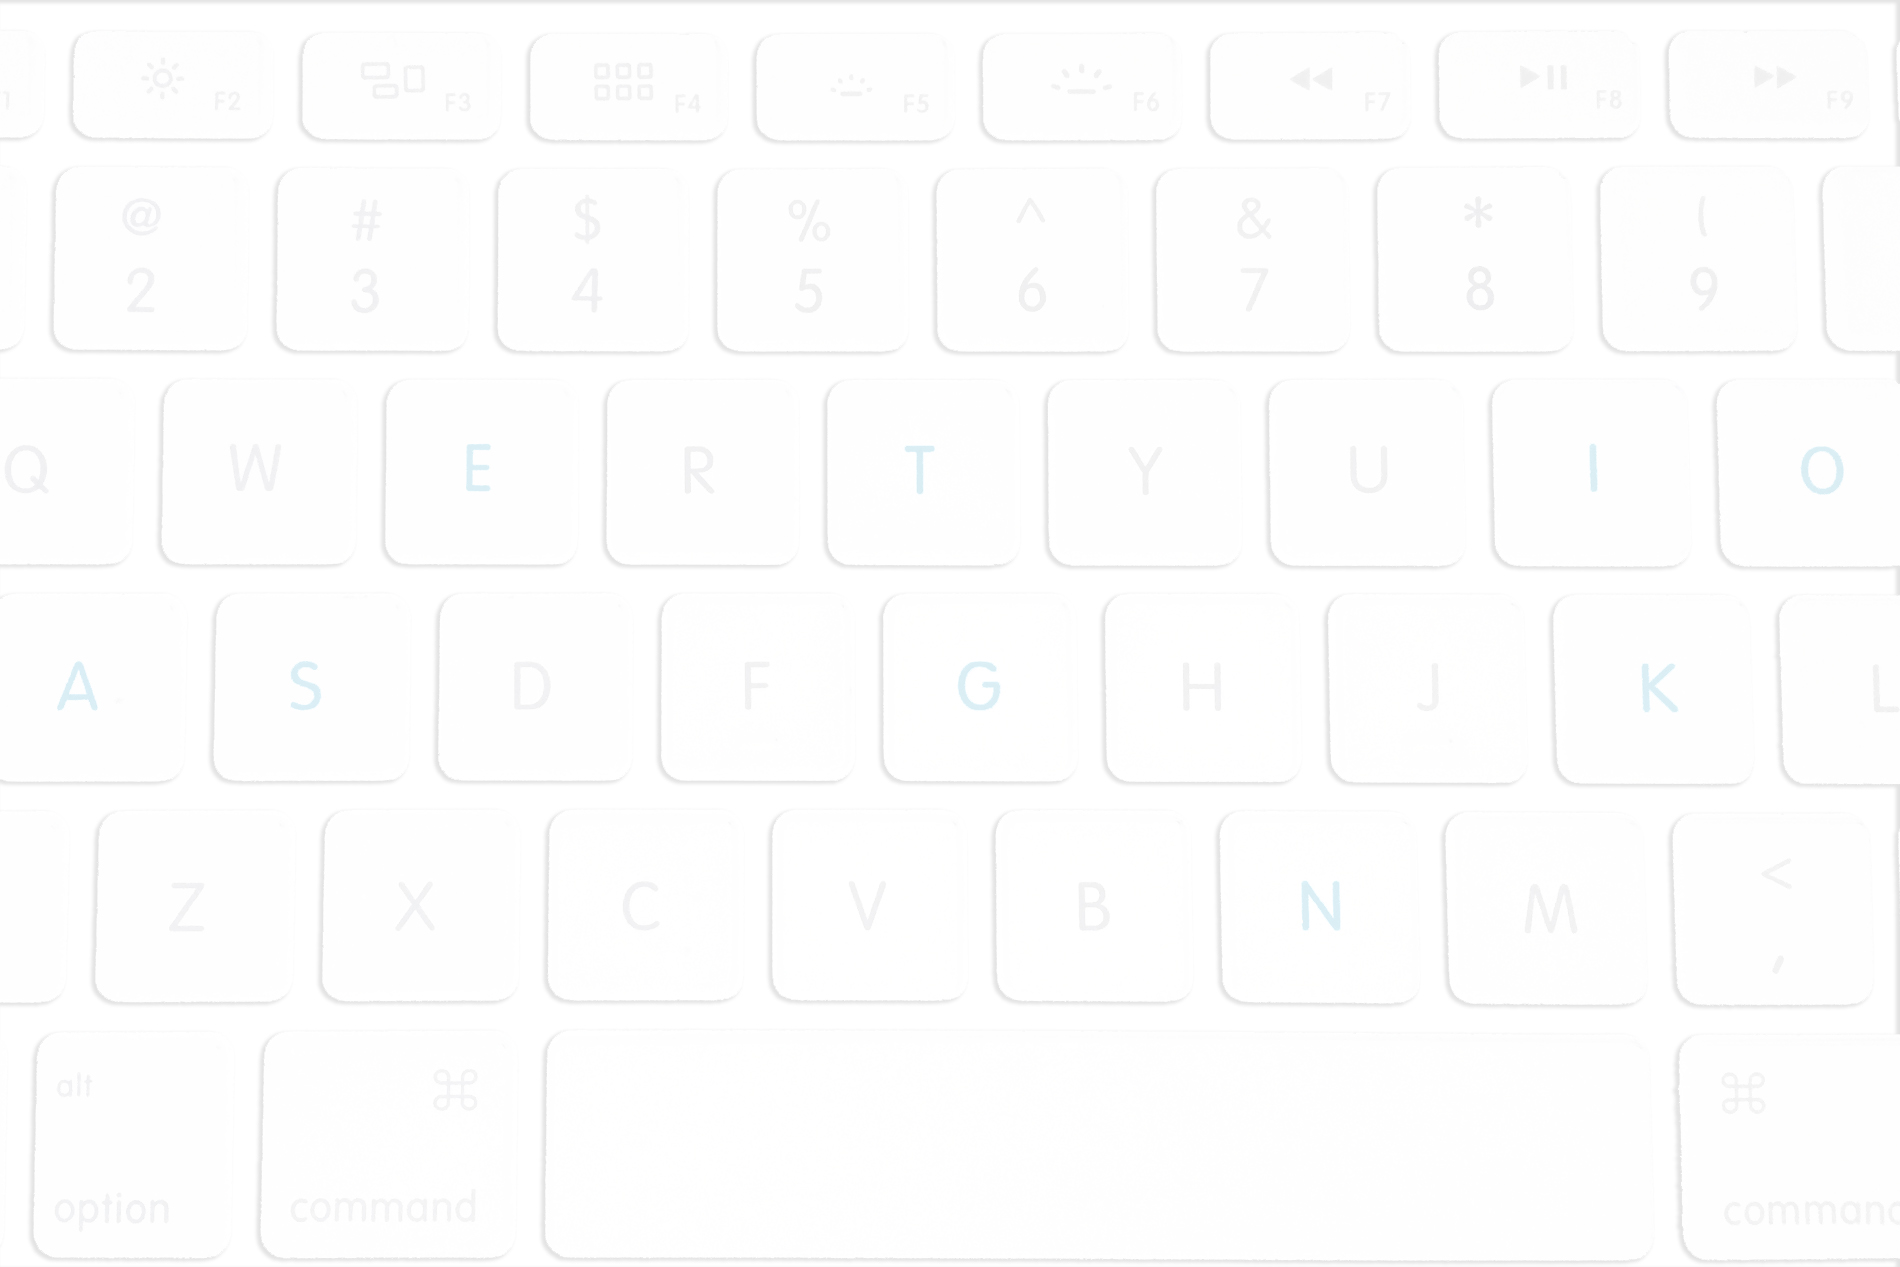 F2 F3 F4 F5 F6 F7 F8 F9
@ # $ % ^ & * (
2 3 4 5 6 7 8 9
Q W E R T Y U I O
A S D F G H J K L
Z X C V B N M <
,
alt
option command command